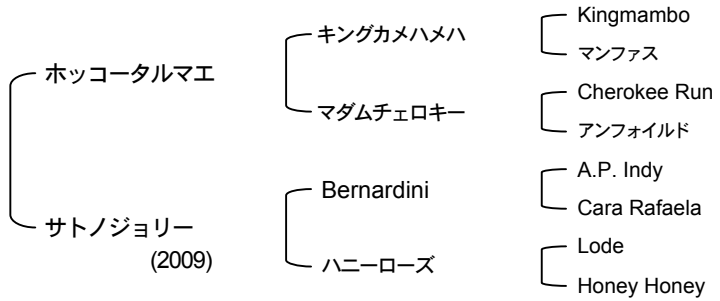 ホッコータルマエ
キングカメハメハ
Kingmambo
マンファス
マダムチェロキー
Cherokee Run
アンフォイルド
サトノジョリー
(2009)
Bernardini
A.P. Indy
Cara Rafaela
ハニーローズ
Lode
Honey Honey